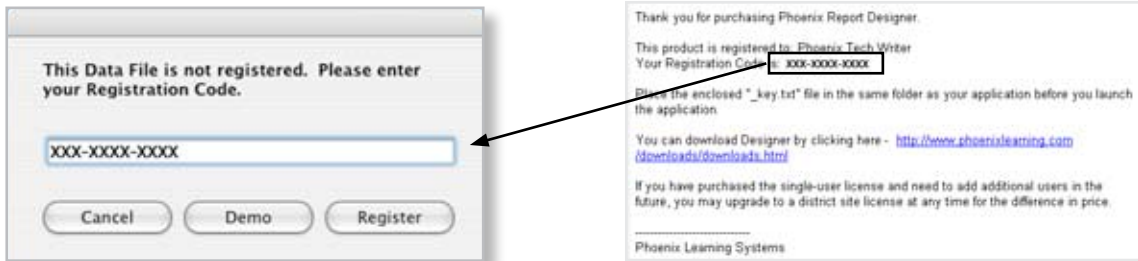 This Data File is not registered.  Please enter
your Registration Code.
XXX-XXXX-XXXX
Cancel
Demo
Register
Thank you for purchasing Phoenix Report Designer.
This product is registered to: Phoenix Tech Writer
Your Registration Code is: XXX-XXXX-XXXX
Place the enclosed "_key.txt" file in the same folder as your application before you launch
the application.
You can download Designer by clicking here - http://www.phoenixlearning.com
/downloads/downloads.html
If you have purchased the single-user license and need to add additional users in the
future, you may upgrade to a district site license at any time for the difference in price.
------------------------------
Phoenix Learning Systems